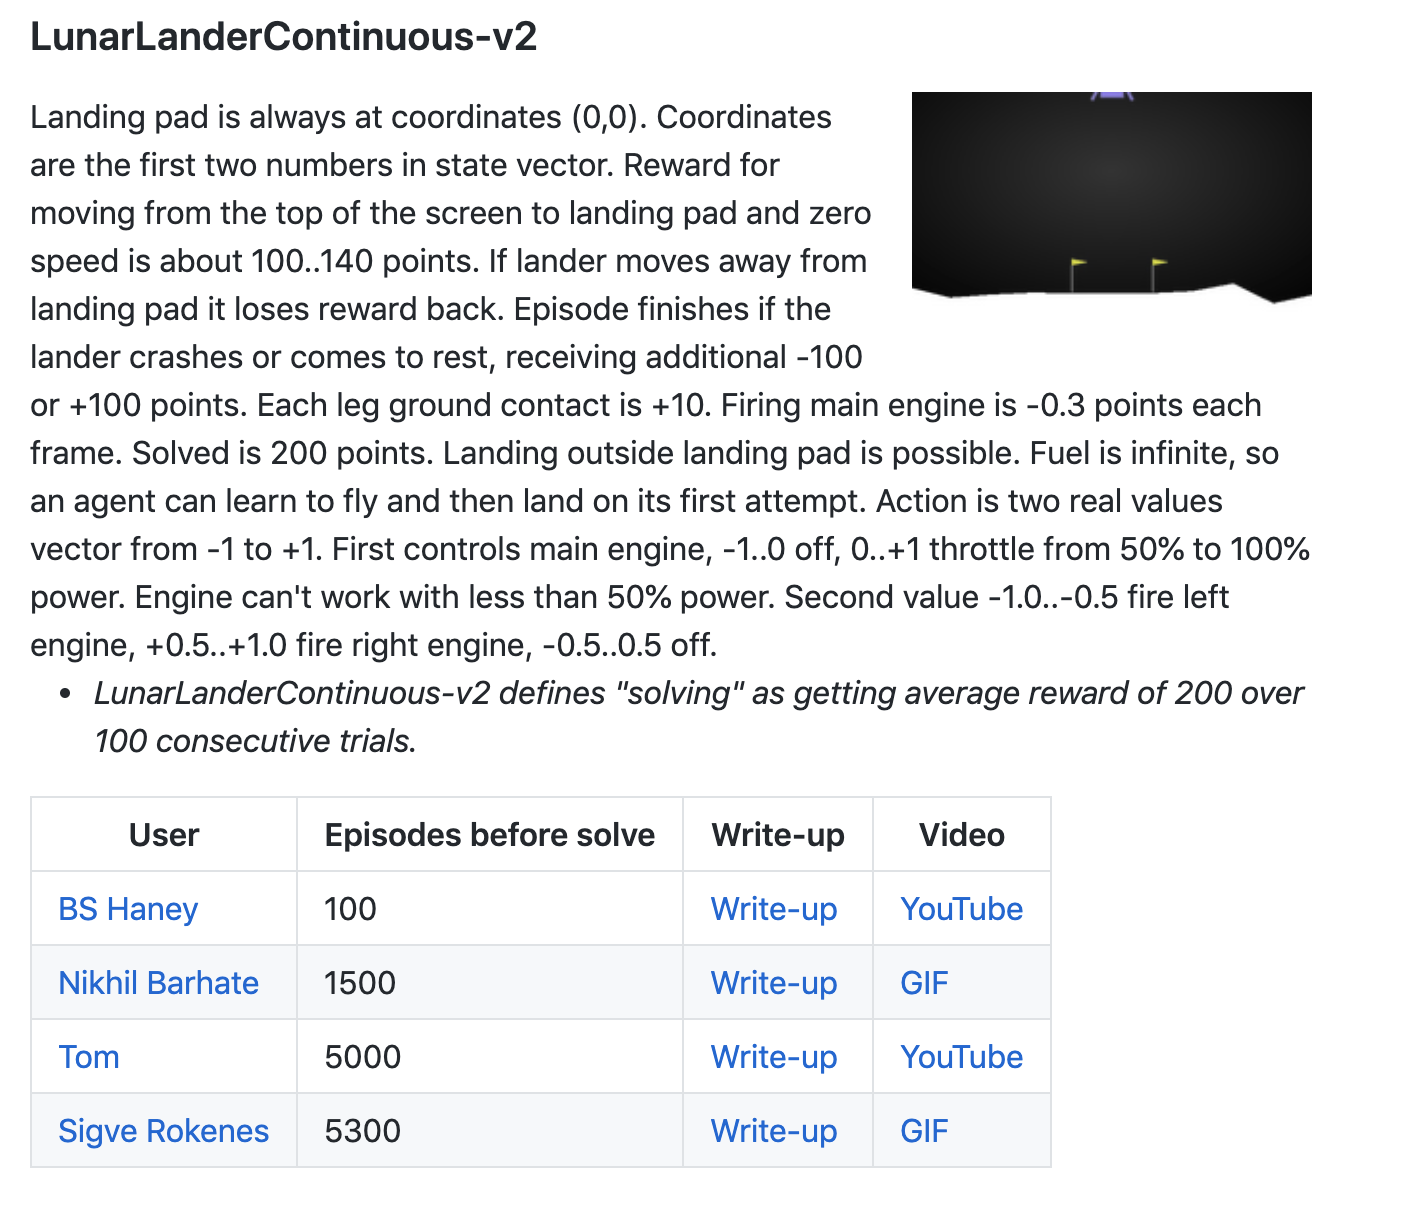 LunarLanderContinuous-v2
Landing pad is always at coordinates (0,0). Coordinates
are the first two numbers in state vector. Reward for
moving from the top of the screen to landing pad and zero
speed is about 100..140 points. If lander moves away from
landing pad it loses reward back. Episode finishes if the
lander crashes or comes to rest, receiving additional -100
or +100 points. Each leg ground contact is +10. Firing main engine is -0.3 points each
frame. Solved is 200 points. Landing outside landing pad is possible. Fuel is infinite, so
an agent can learn to fly and then land on its first attempt. Action is two real values
vector from -1 to +1. First controls main engine, -1..0 off, 0..+1 throttle from 50% to 100%
power. Engine can't work with less than 50% power. Second value -1.0..-0.5 fire left
engine, +0.5..+1.0 fire right engine, -0.5..0.5 off.
• LunarLanderContinuous-v2 defines "solving" as getting average reward of 200 over
100 consecutive trials.
User Episodes before solve Write-up Video
BS Haney 100 Write-up YouTube
Nikhil Barhate 1500 Write-up GIF
Tom 5000 Write-up YouTube
Sigve Rokenes 5300 Write-up GIF